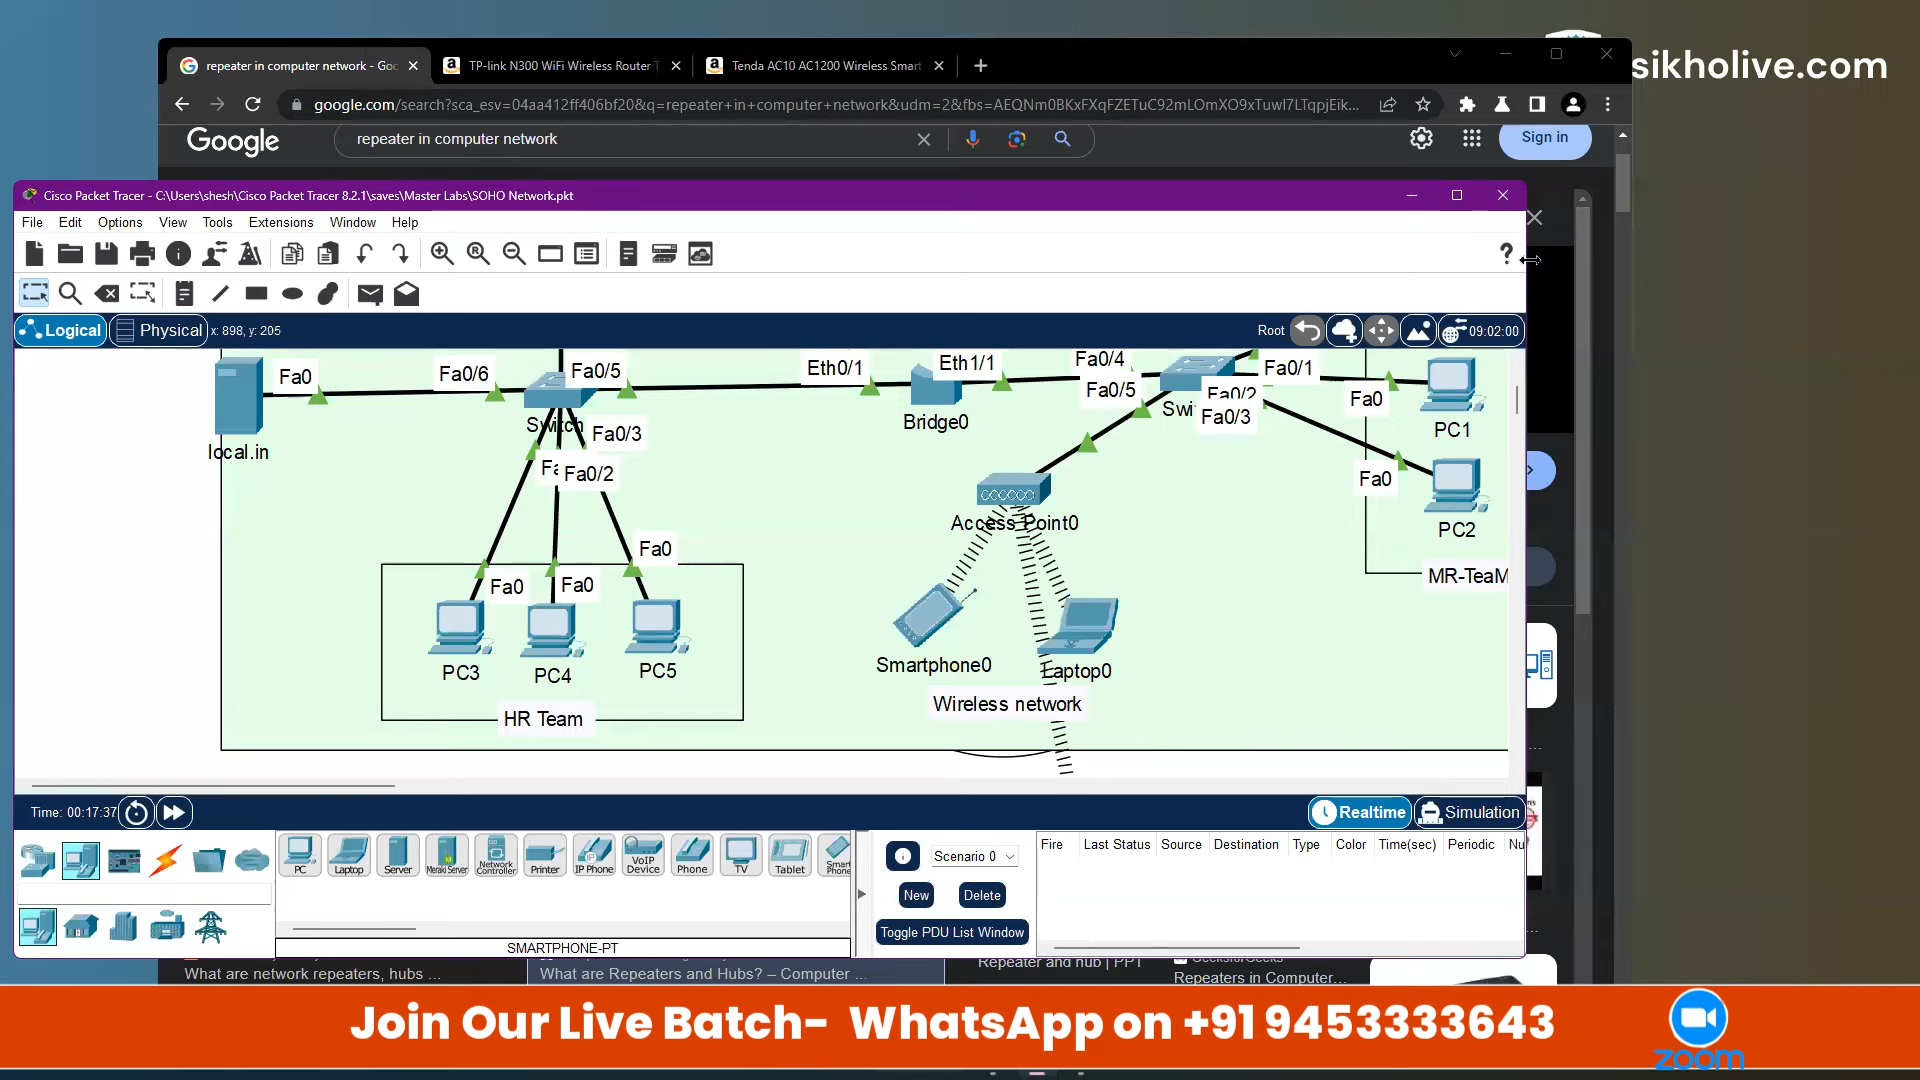 repeater in computer network - Goo
TP-link N300 WiFi Wireless Router T
Tenda AC10 AC1200 Wireless Smart
sikholive.com
google.com/search?sca_esv=04aa412ff406bf20&q=repeater+in+computer+network&udm=2&fbs=AEQNm0BKxFXqFZETuC92mLOmXO9xTuwI7LTqpjEik...
Google
repeater in computer network
Sign in
Cisco Packet Tracer - C:\Users\shesh\Cisco Packet Tracer 8.2.1\saves\Master Labs\SOHO Network.pkt
File Edit Options View Tools Extensions Window Help
Logical
Physical
x: 898, y: 205
Root
09:02:00
Fa0
Fa0/6
Fa0/5
Eth0/1
Eth1/1
Fa0/4
Fa0/5
Fa0/2
Fa0/1
Fa0/3
Fa0
PC1
local.in
Switch
Fa0/3
Fa0/2
Bridge0
Fa0
PC2
Access Point0
MR-TeaM
Fa0
Fa0
Fa0
PC3
PC4
PC5
HR Team
Smartphone0
Laptop0
Wireless network
Time: 00:17:37
Realtime
Simulation
PC
Laptop
Server
Meraki Server
Network Controller
Printer
IP Phone
VoIP Device
Phone
TV
Tablet
Smart Phone
SMARTPHONE-PT
Scenario 0
New
Delete
Toggle PDU List Window
Fire Last Status Source Destination Type Color Time(sec) Periodic Nu
What are network repeaters, hubs ...
What are Repeaters and Hubs? – Computer ...
Repeater and hub | PPT
GeeksforGeeks
Repeaters in Computer...
Join Our Live Batch- WhatsApp on +91 9453333643
zoom